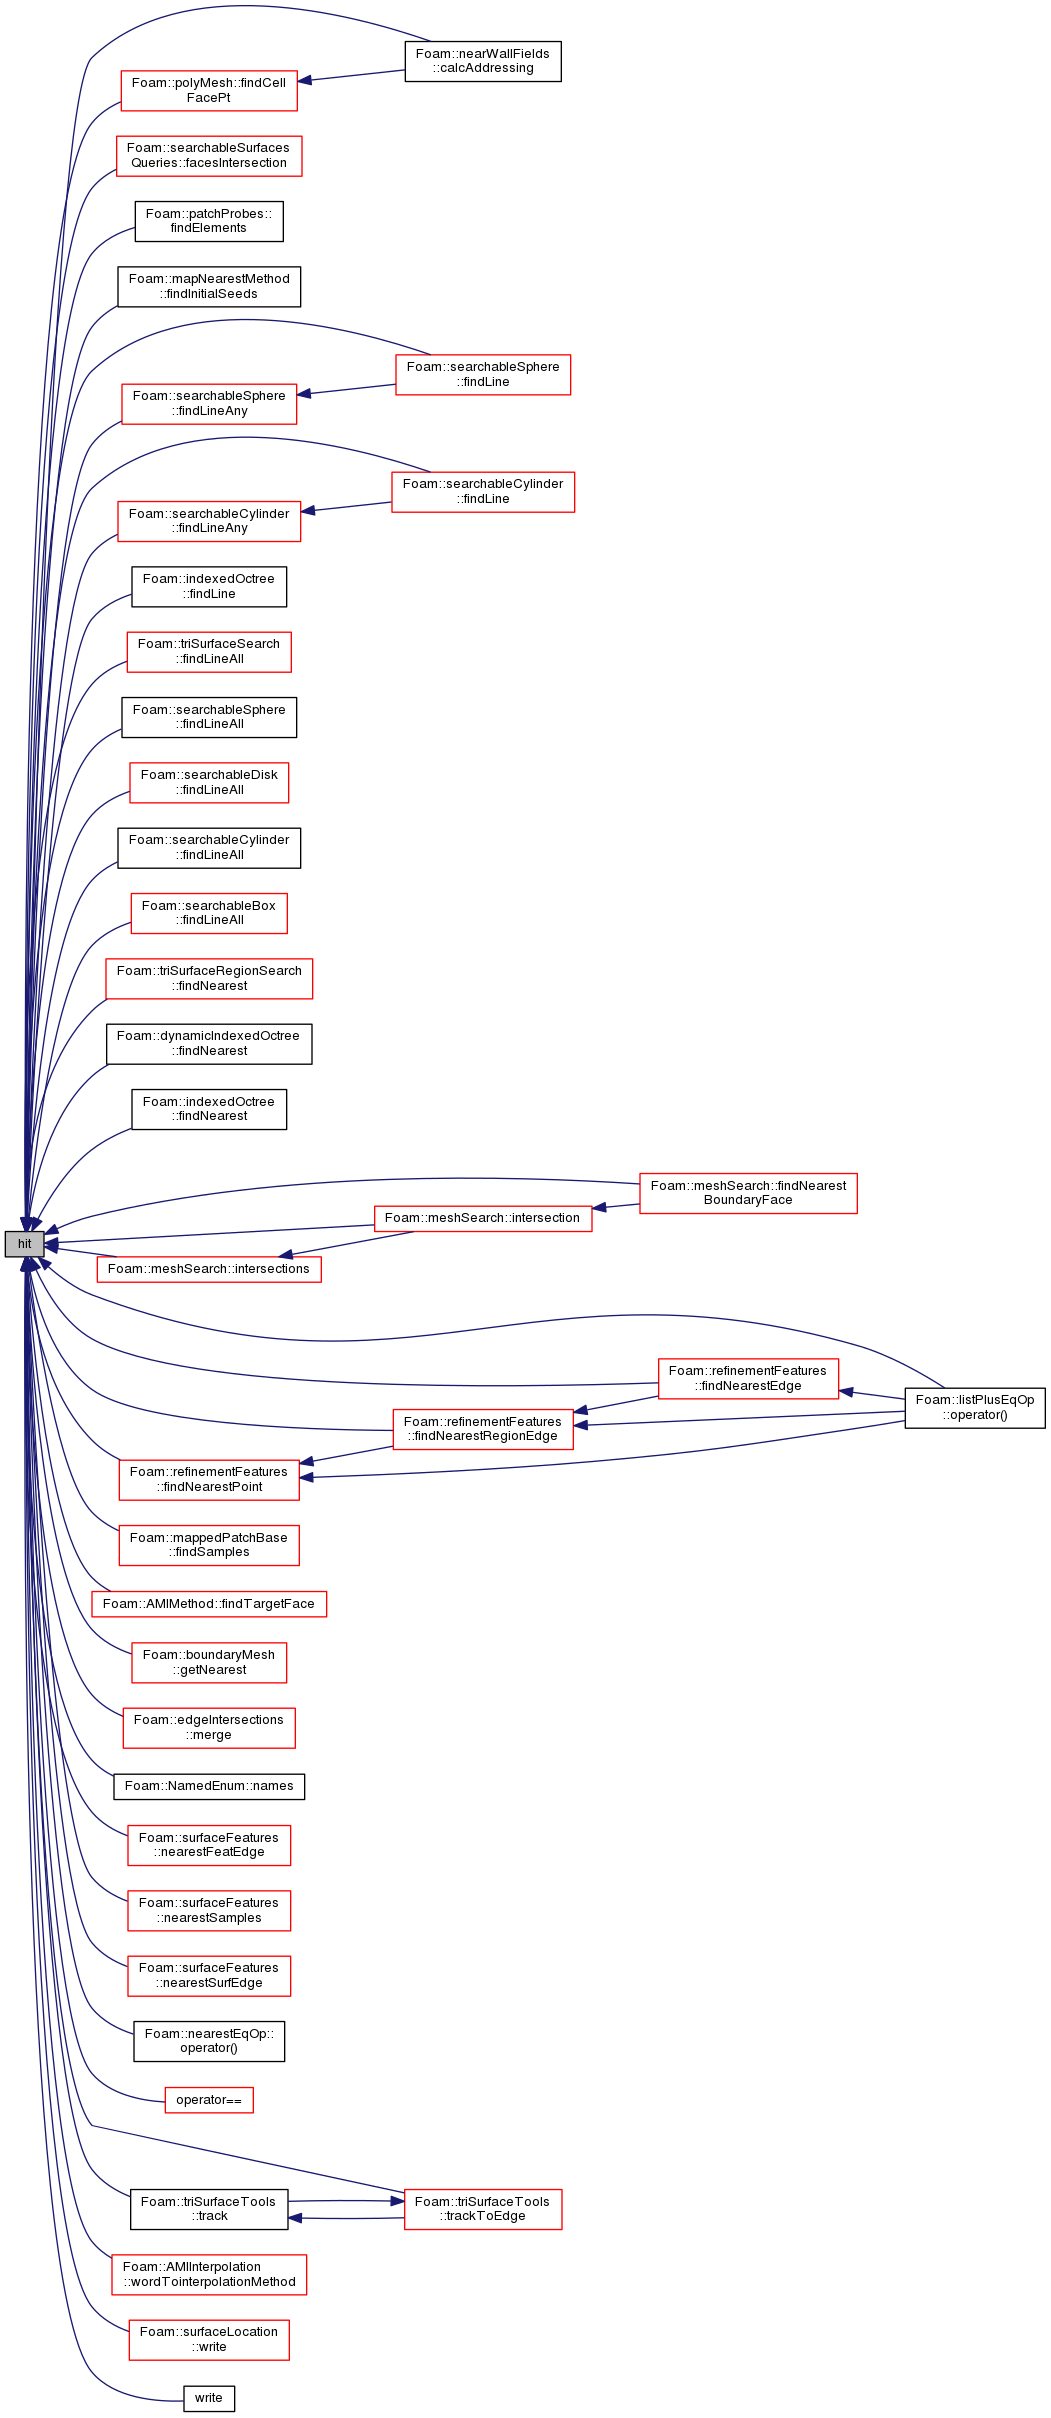 Foam::nearWallFields
::calcAddressing
Foam::polyMesh::findCell
FacePt
Foam::searchableSurfaces
Queries::facesIntersection
Foam::patchProbes::
findElements
Foam::mapNearestMethod
::findInitialSeeds
Foam::searchableSphere
::findLine
Foam::searchableSphere
::findLineAny
Foam::searchableCylinder
::findLine
Foam::searchableCylinder
::findLineAny
Foam::indexedOctree
::findLine
Foam::triSurfaceSearch
::findLineAll
Foam::searchableSphere
::findLineAll
Foam::searchableDisk
::findLineAll
Foam::searchableCylinder
::findLineAll
Foam::searchableBox
::findLineAll
Foam::triSurfaceRegionSearch
::findNearest
Foam::dynamicIndexedOctree
::findNearest
Foam::indexedOctree
::findNearest
Foam::meshSearch::findNearest
BoundaryFace
Foam::meshSearch::intersection
hit
Foam::meshSearch::intersections
Foam::refinementFeatures
::findNearestEdge
Foam::listPlusEqOp
::operator()
Foam::refinementFeatures
::findNearestRegionEdge
Foam::refinementFeatures
::findNearestPoint
Foam::mappedPatchBase
::findSamples
Foam::AMIMethod::findTargetFace
Foam::boundaryMesh
::getNearest
Foam::edgeIntersections
::merge
Foam::NamedEnum::names
Foam::surfaceFeatures
::nearestFeatEdge
Foam::surfaceFeatures
::nearestSamples
Foam::surfaceFeatures
::nearestSurfEdge
Foam::nearestEqOp::
operator()
operator==
Foam::triSurfaceTools
::track
Foam::triSurfaceTools
::trackToEdge
Foam::AMIInterpolation
::wordTointerpolationMethod
Foam::surfaceLocation
::write
write